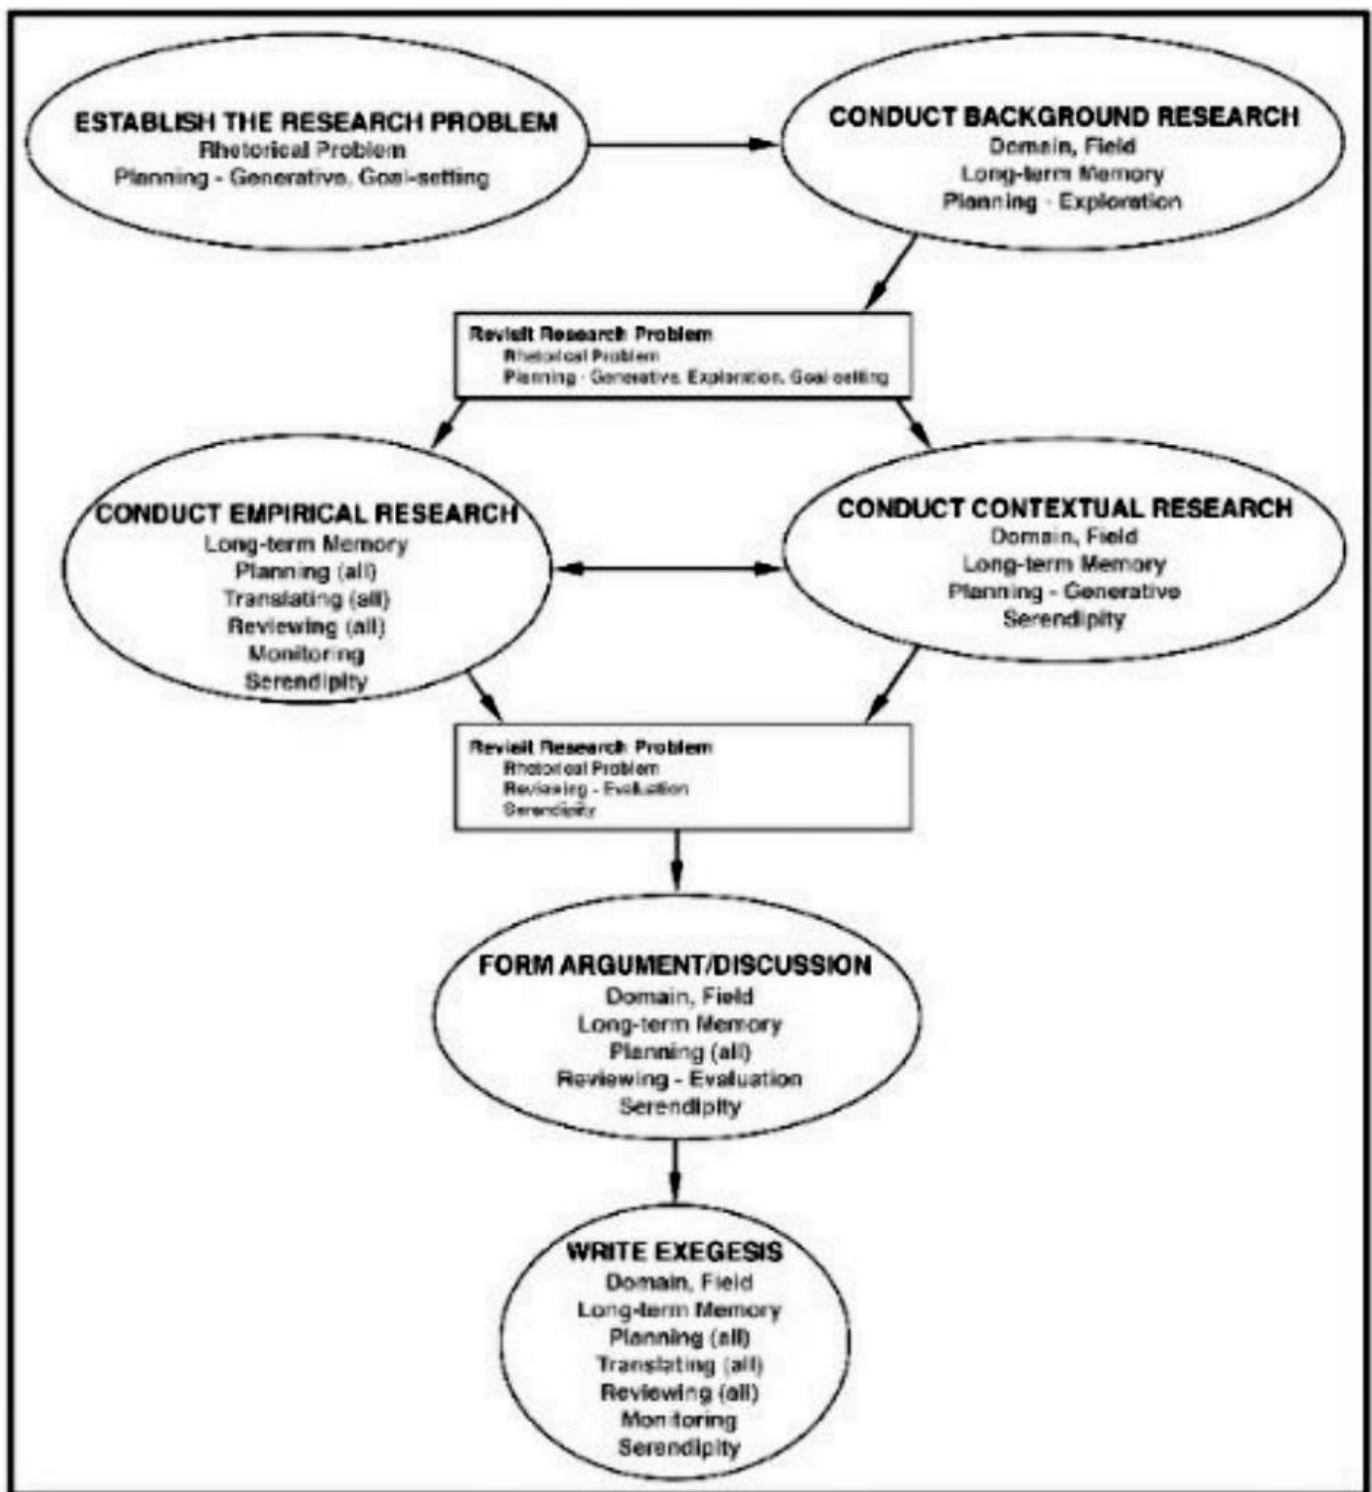 ESTABLISH THE RESEARCH PROBLEM
Rhetorical Problem
Planning - Generative, Goal-setting
CONDUCT BACKGROUND RESEARCH
Domain, Field
Long-term Memory
Planning - Exploration
Revisit Research Problem
Rhetorical Problem
Planning - Generative, Exploration, Goal-setting
CONDUCT EMPIRICAL RESEARCH
Long-term Memory
Planning (all)
Translating (all)
Reviewing (all)
Monitoring
Serendipity
CONDUCT CONTEXTUAL RESEARCH
Domain, Field
Long-term Memory
Planning - Generative
Serendipity
Revisit Research Problem
Rhetorical Problem
Reviewing - Evaluation
Serendipity
FORM ARGUMENT/DISCUSSION
Domain, Field
Long-term Memory
Planning (all)
Reviewing - Evaluation
Serendipity
WRITE EXEGESIS
Domain, Field
Long-term Memory
Planning (all)
Translating (all)
Reviewing (all)
Monitoring
Serendipity